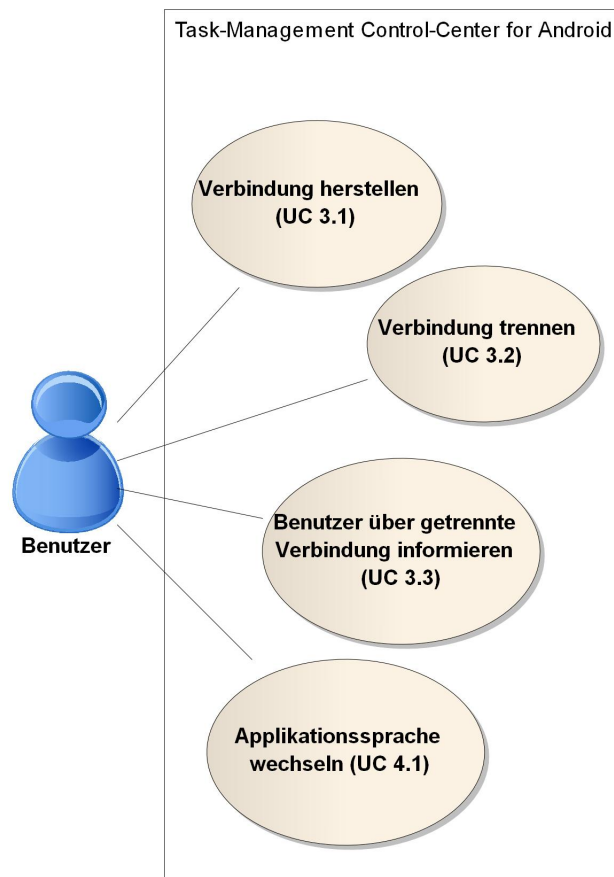 Task-Management Control-Center for Android
Verbindung herstellen
(UC 3.1)
Verbindung trennen
(UC 3.2)
Benutzer
Benutzer über getrennte
Verbindung informieren
(UC 3.3)
Applikationssprache
wechseln (UC 4.1)